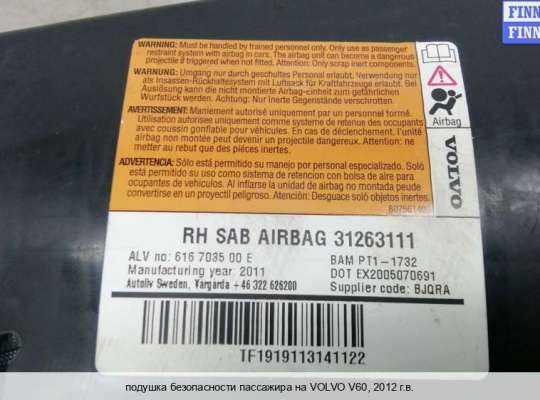 FINN
FINN
WARNING: Must be handled by trained personnel only. Only use as passenger
restraint system with airbag in cars. The airbag unit can become a dangerous
projectile if triggered when not fitted. Attention: Only scrap inert components.
WARNUNG: Umgang nur durch geschultes Personal erlaubt. Verwendung nur
als Insassen-Rückhaltesystem mit Luftsack für Kraftfahrzeuge erlaubt. Bei
Auslösung kann die nicht montierte Airbag-einheit zum gefährlichen
Wurfstück werden. Achtung: Nur inerte Gegenstände verschrotten.
AVERTISSEMENT: Maniement autorisé uniquement par un personnel formé.
Utilisation autorisée uniquement comme système de retenue des occupants
avec coussin gonflable pour véhicules. En cas de déclenchement, l'unité
airbag non montée peut devenir un projectile dangereux. Attention: ne
mettre au rebut que des pièces inertes.
ADVERTENCIA: Sólo está permitido su manejo por personal especializado. Solo
está permitido su uso como sistema de retencion con bolsa de aire para
ocupantes de vehículos. Al inflarse la unidad de airbag no montada peude
convertirse en un proyectil peligroso. Atención: Desguace solo objetos inertes.
Airbag
VOLVO
RH SAB AIRBAG 31263111
ALV no: 616 7035 00 E
BAM PT1-1732
Manufacturing year: 2011
DOT EX2005070691
Autoliv Sweden, Vårgårda +46 322 626200
Supplier code: BJQRA
TF1919113141122
подушка безопасности пассажира на VOLVO V60, 2012 г.в.